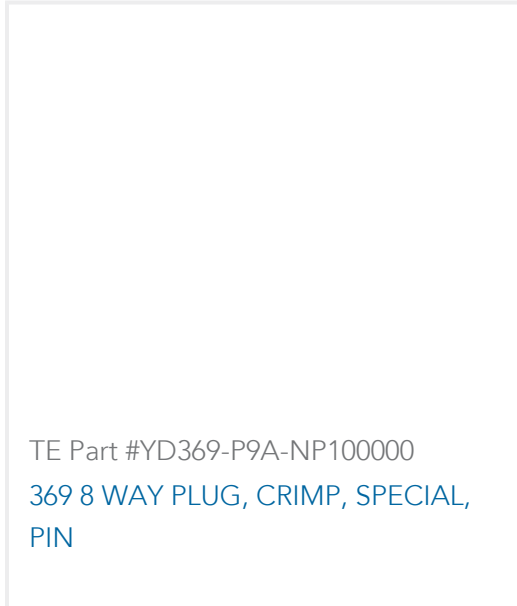 TE Part #YD369-P9A-NP100000
369 8 WAY PLUG, CRIMP, SPECIAL,
PIN